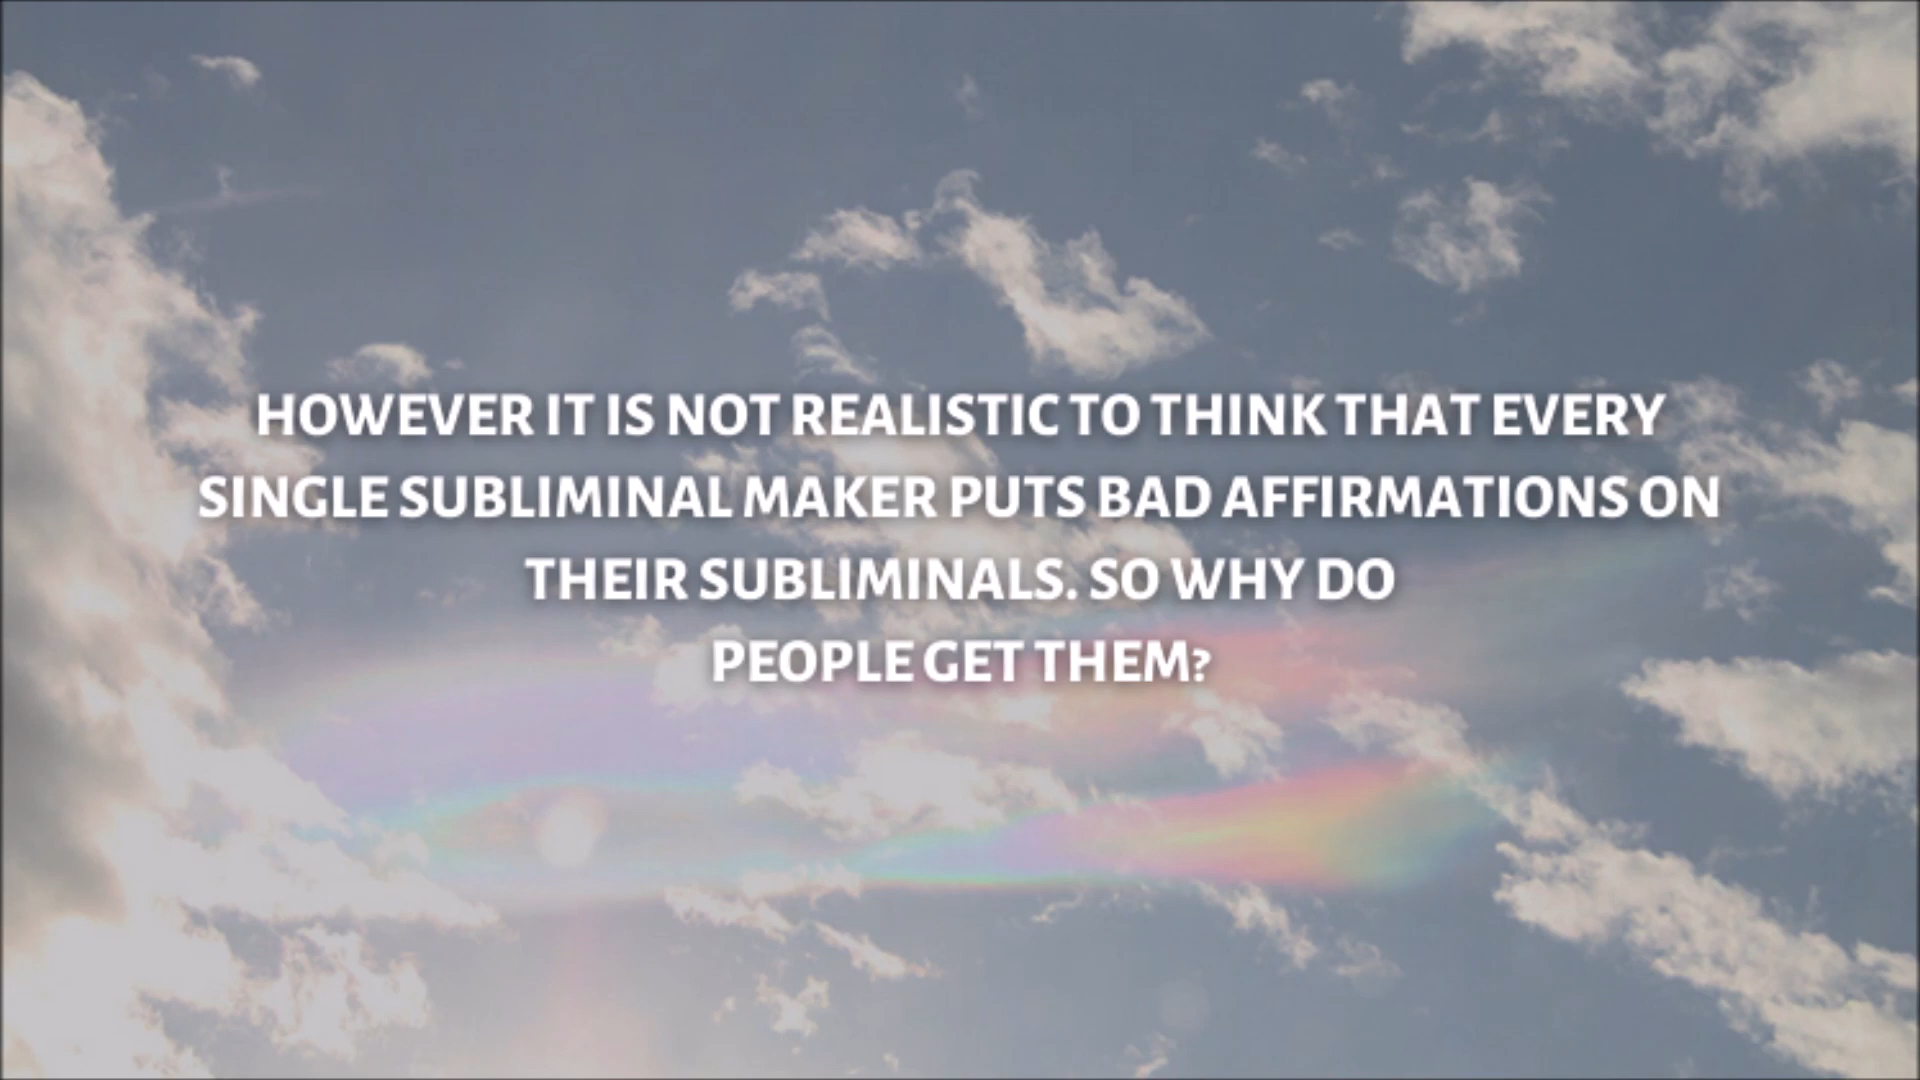 HOWEVER IT IS NOT REALISTIC TO THINK THAT EVERY
SINGLE SUBLIMINAL MAKER PUTS BAD AFFIRMATIONS ON
THEIR SUBLIMINALS. SO WHY DO
PEOPLE GET THEM?